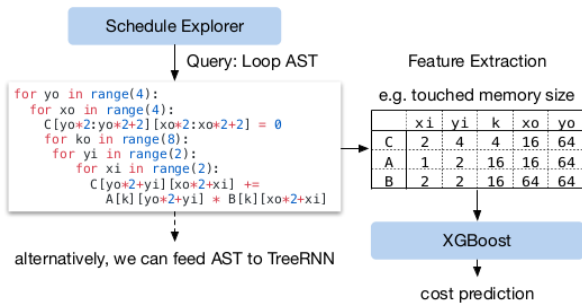 Schedule Explorer
Query: Loop AST
for yo in range(4):
  for xo in range(4):
    C[yo*2:yo*2+2][xo*2:xo*2+2] = 0
    for ko in range(8):
      for yi in range(2):
        for xi in range(2):
          C[yo*2+yi][xo*2+xi] +=
            A[k][yo*2+yi] * B[k][xo*2+xi]
alternatively, we can feed AST to TreeRNN
Feature Extraction
e.g. touched memory size
xi yi k xo yo
C 2 4 4 16 64
A 1 2 16 16 64
B 2 2 16 64 64
XGBoost
cost prediction